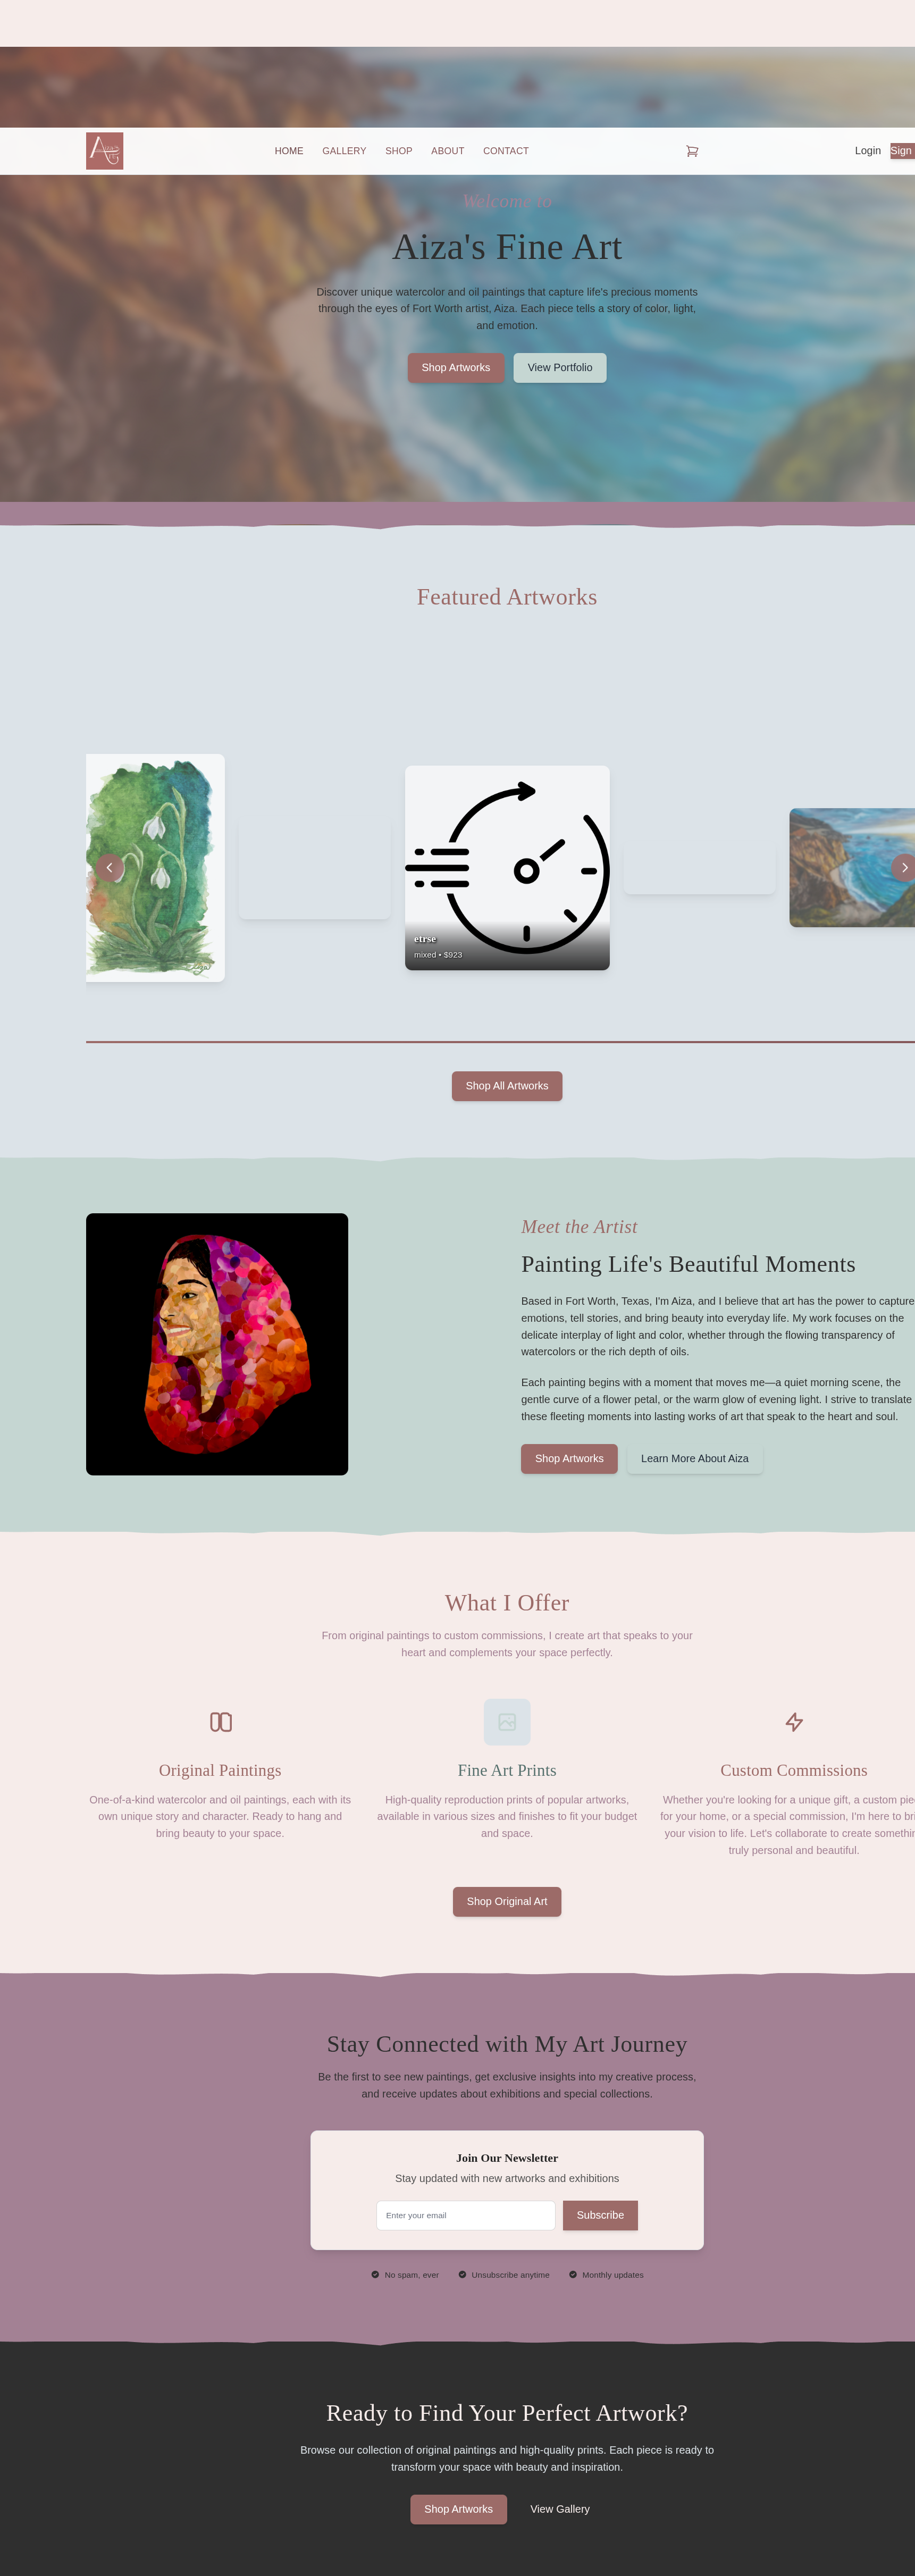 HOME GALLERY SHOP ABOUT CONTACT Login Sign
Welcome to
Aiza's Fine Art
Discover unique watercolor and oil paintings that capture life's precious moments
through the eyes of Fort Worth artist, Aiza. Each piece tells a story of color, light,
and emotion.
Shop Artworks View Portfolio
Featured Artworks
etrse
mixed • $923
Shop All Artworks
Meet the Artist
Painting Life's Beautiful Moments
Based in Fort Worth, Texas, I'm Aiza, and I believe that art has the power to capture
emotions, tell stories, and bring beauty into everyday life. My work focuses on the
delicate interplay of light and color, whether through the flowing transparency of
watercolors or the rich depth of oils.
Each painting begins with a moment that moves me—a quiet morning scene, the
gentle curve of a flower petal, or the warm glow of evening light. I strive to translate
these fleeting moments into lasting works of art that speak to the heart and soul.
Shop Artworks Learn More About Aiza
What I Offer
From original paintings to custom commissions, I create art that speaks to your
heart and complements your space perfectly.
Original Paintings
One-of-a-kind watercolor and oil paintings, each with its
own unique story and character. Ready to hang and
bring beauty to your space.
Fine Art Prints
High-quality reproduction prints of popular artworks,
available in various sizes and finishes to fit your budget
and space.
Custom Commissions
Whether you're looking for a unique gift, a custom pie
for your home, or a special commission, I'm here to bri
your vision to life. Let's collaborate to create somethin
truly personal and beautiful.
Shop Original Art
Stay Connected with My Art Journey
Be the first to see new paintings, get exclusive insights into my creative process,
and receive updates about exhibitions and special collections.
Join Our Newsletter
Stay updated with new artworks and exhibitions
Enter your email Subscribe
No spam, ever Unsubscribe anytime Monthly updates
Ready to Find Your Perfect Artwork?
Browse our collection of original paintings and high-quality prints. Each piece is ready to
transform your space with beauty and inspiration.
Shop Artworks View Gallery